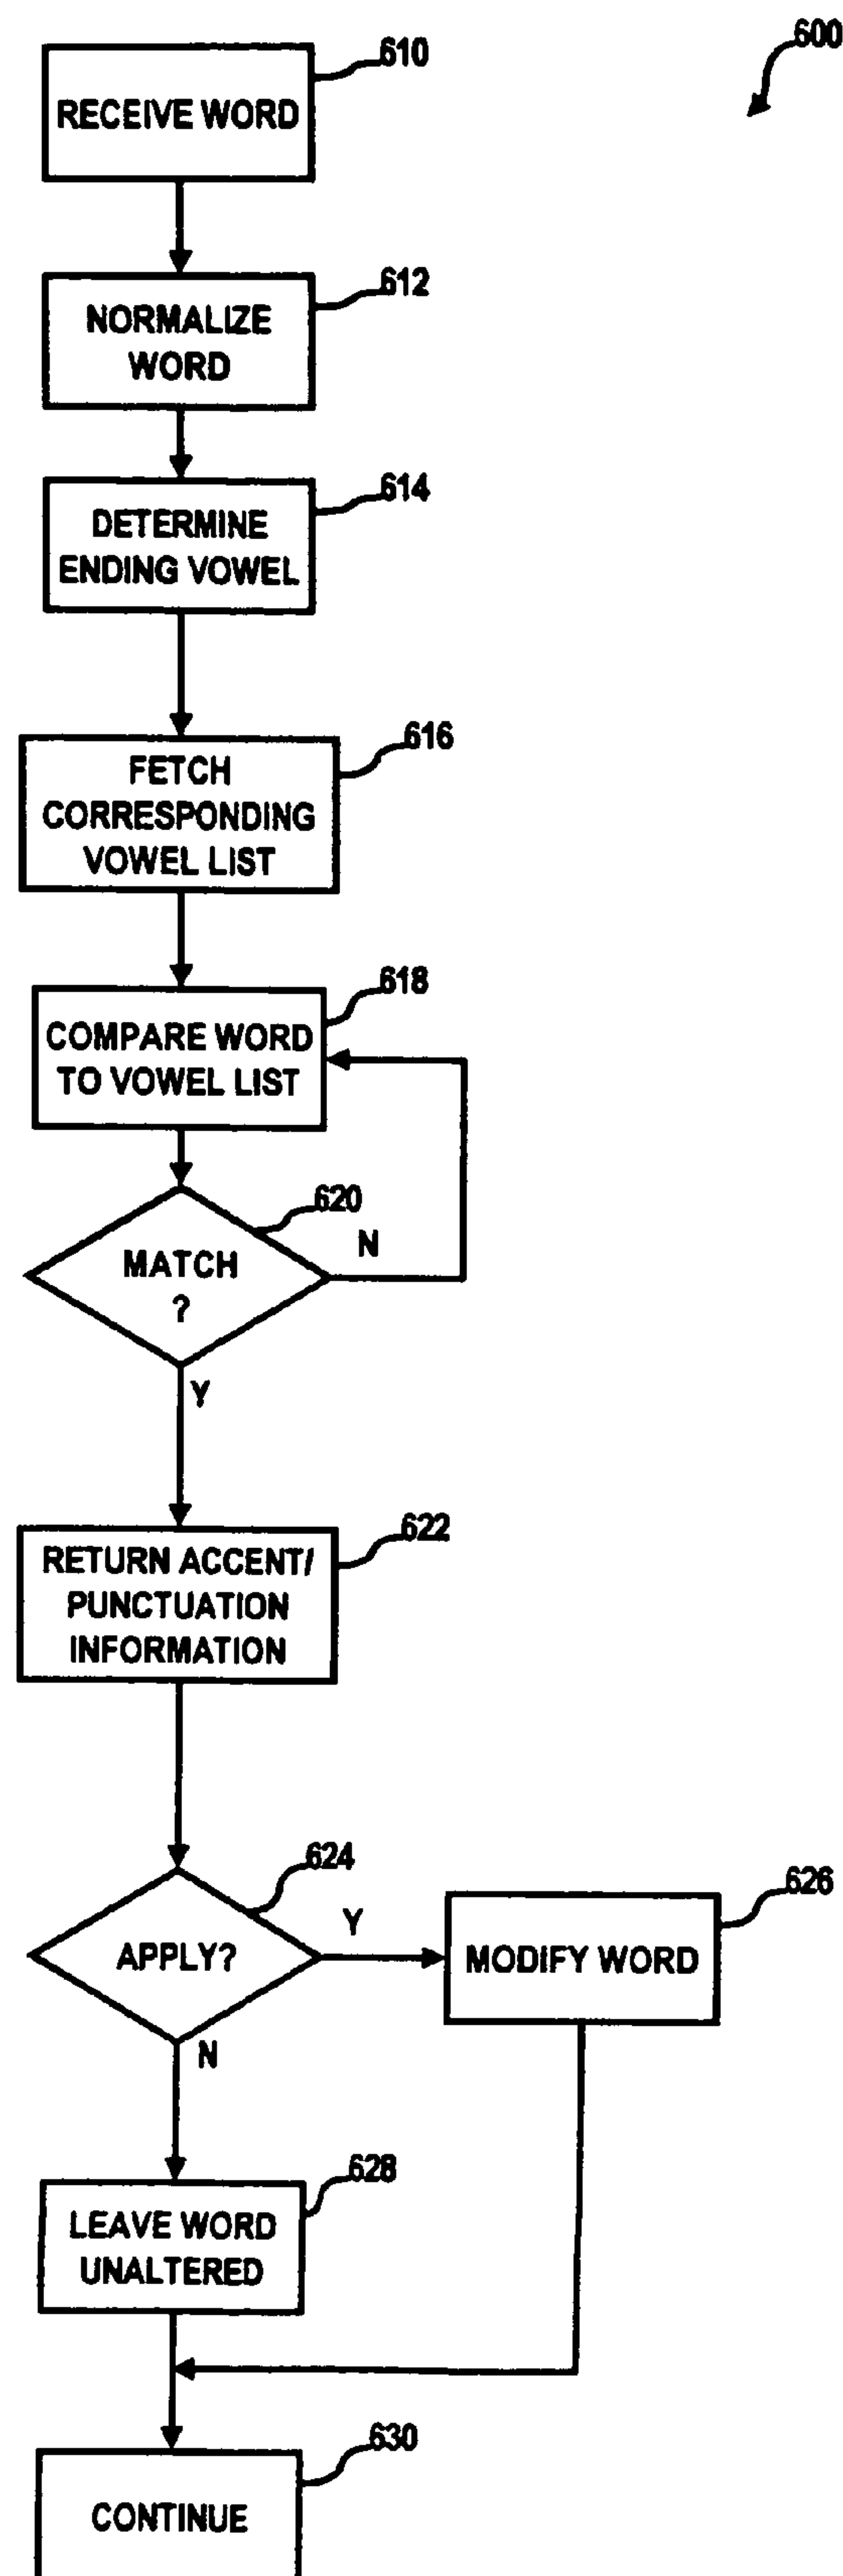 600
610
RECEIVE WORD
612
NORMALIZE
WORD
614
DETERMINE
ENDING VOWEL
616
FETCH
CORRESPONDING
VOWEL LIST
618
COMPARE WORD
TO VOWEL LIST
620
MATCH
?
N
Y
622
RETURN ACCENT/
PUNCTUATION
INFORMATION
624
APPLY?
Y
N
626
MODIFY WORD
628
LEAVE WORD
UNALTERED
630
CONTINUE